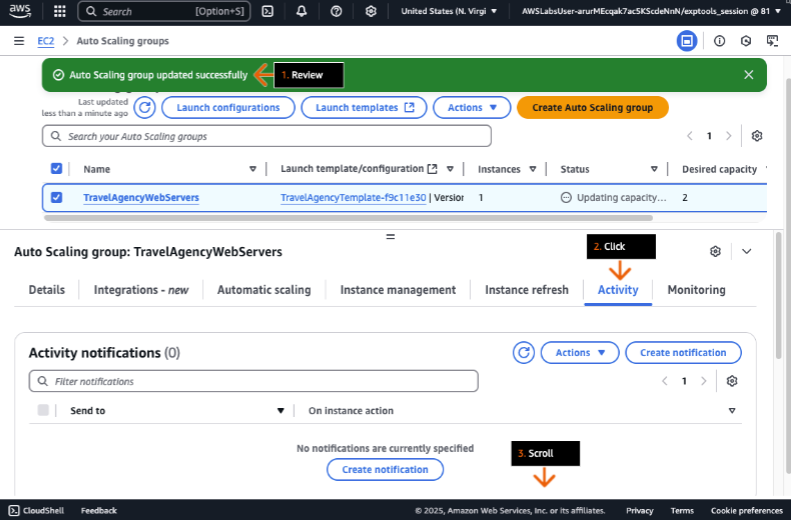 aws
Search [Option+S] United States (N. Virgi AWSLabsUser-arurMEcqak7ac5KScdeNnN/exptools_session @ 81
EC2 > Auto Scaling groups
Auto Scaling group updated successfully 1. Review
Last updated
less than a minute ago Launch configurations Launch templates Actions Create Auto Scaling group
Search your Auto Scaling groups 1
Name Launch template/configuration Instances Status Desired capacity
TravelAgencyWebServers TravelAgencyTemplate-f9c11e30 | Version 1 Updating capacity... 2
Auto Scaling group: TravelAgencyWebServers 2. Click
Details Integrations - new Automatic scaling Instance management Instance refresh Activity Monitoring
Activity notifications (0) Actions Create notification
Filter notifications 1
Send to On instance action
No notifications are currently specified
Create notification 3. Scroll
CloudShell Feedback © 2025, Amazon Web Services, Inc. or its affiliates. Privacy Terms Cookie preferences